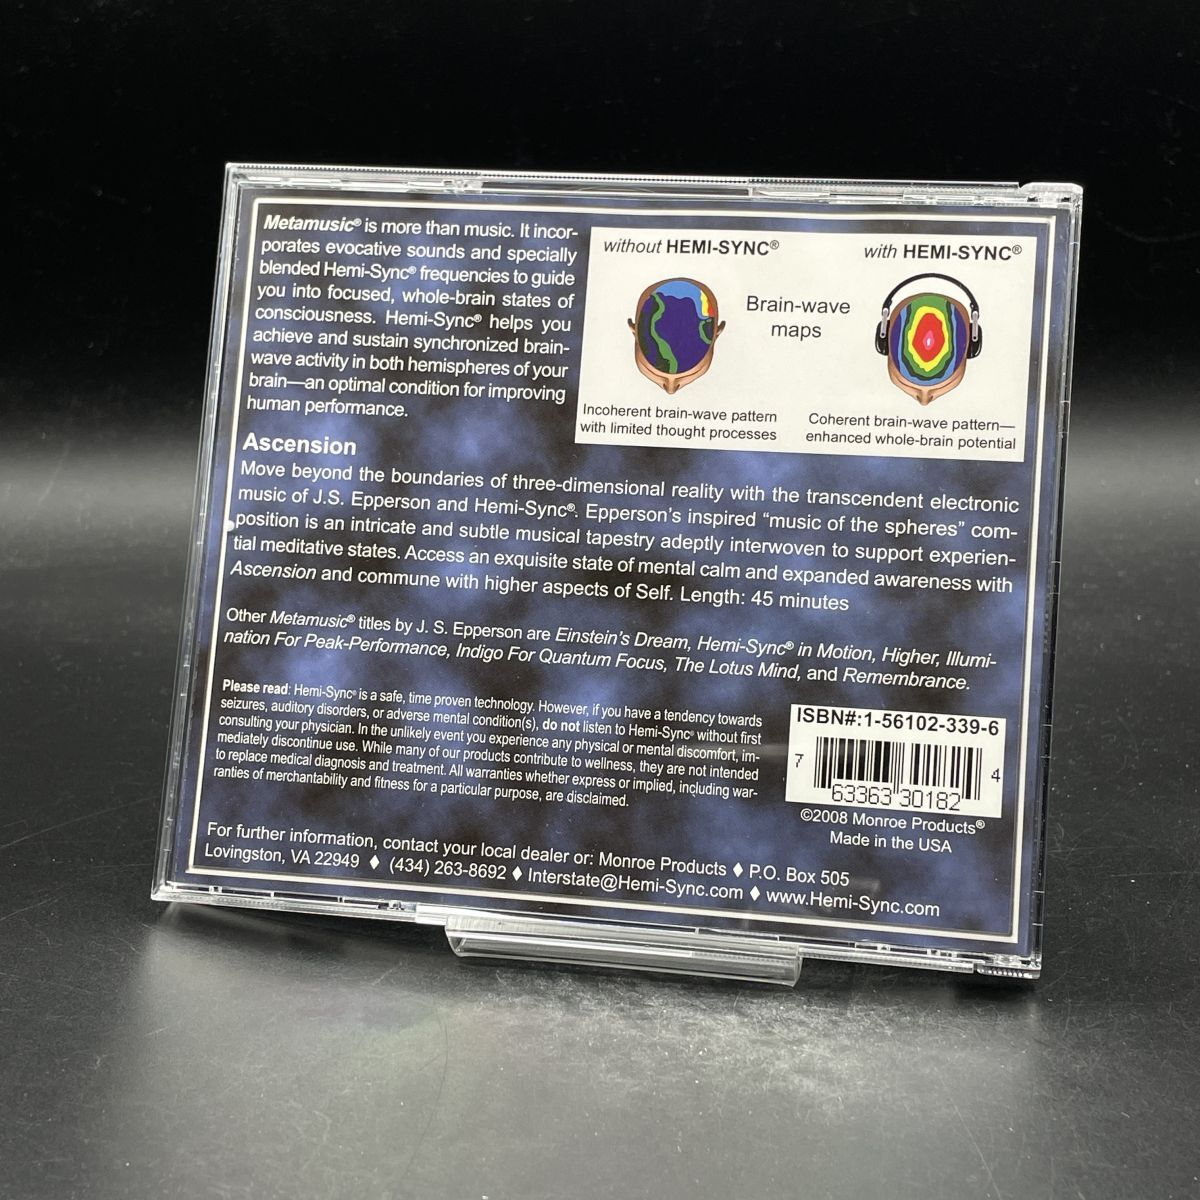 Metamusic® is more than music. It incor-
porates evocative sounds and specially
blended Hemi-Sync® frequencies to guide
you into focused, whole-brain states of
consciousness. Hemi-Sync® helps you
achieve and sustain synchronized brain-
wave activity in both hemispheres of your
brain—an optimal condition for improving
human performance.
without HEMI-SYNC®
with HEMI-SYNC®
Brain-wave
maps
Incoherent brain-wave pattern
with limited thought processes
Coherent brain-wave pattern—
enhanced whole-brain potential
Ascension
Move beyond the boundaries of three-dimensional reality with the transcendent electronic
music of J.S. Epperson and Hemi-Sync®. Epperson's inspired “music of the spheres” com-
position is an intricate and subtle musical tapestry adeptly interwoven to support experien-
tial meditative states. Access an exquisite state of mental calm and expanded awareness with
Ascension and commune with higher aspects of Self. Length: 45 minutes
Other Metamusic® titles by J. S. Epperson are Einstein's Dream, Hemi-Sync® in Motion, Higher, Illumi-
nation For Peak-Performance, Indigo For Quantum Focus, The Lotus Mind, and Remembrance.
Please read: Hemi-Sync® is a safe, time proven technology. However, if you have a tendency towards
seizures, auditory disorders, or adverse mental condition(s), do not listen to Hemi-Sync® without first
consulting your physician. In the unlikely event you experience any physical or mental discomfort, im-
mediately discontinue use. While many of our products contribute to wellness, they are not intended
to replace medical diagnosis and treatment. All warranties whether express or implied, including war-
ranties of merchantability and fitness for a particular purpose, are disclaimed.
ISBN#:1-56102-339-6
7 63363 30182 4
©2008 Monroe Products®
Made in the USA
For further information, contact your local dealer or: Monroe Products ♦ P.O. Box 505
Lovingston, VA 22949 ♦ (434) 263-8692 ♦ Interstate@Hemi-Sync.com ♦ www.Hemi-Sync.com